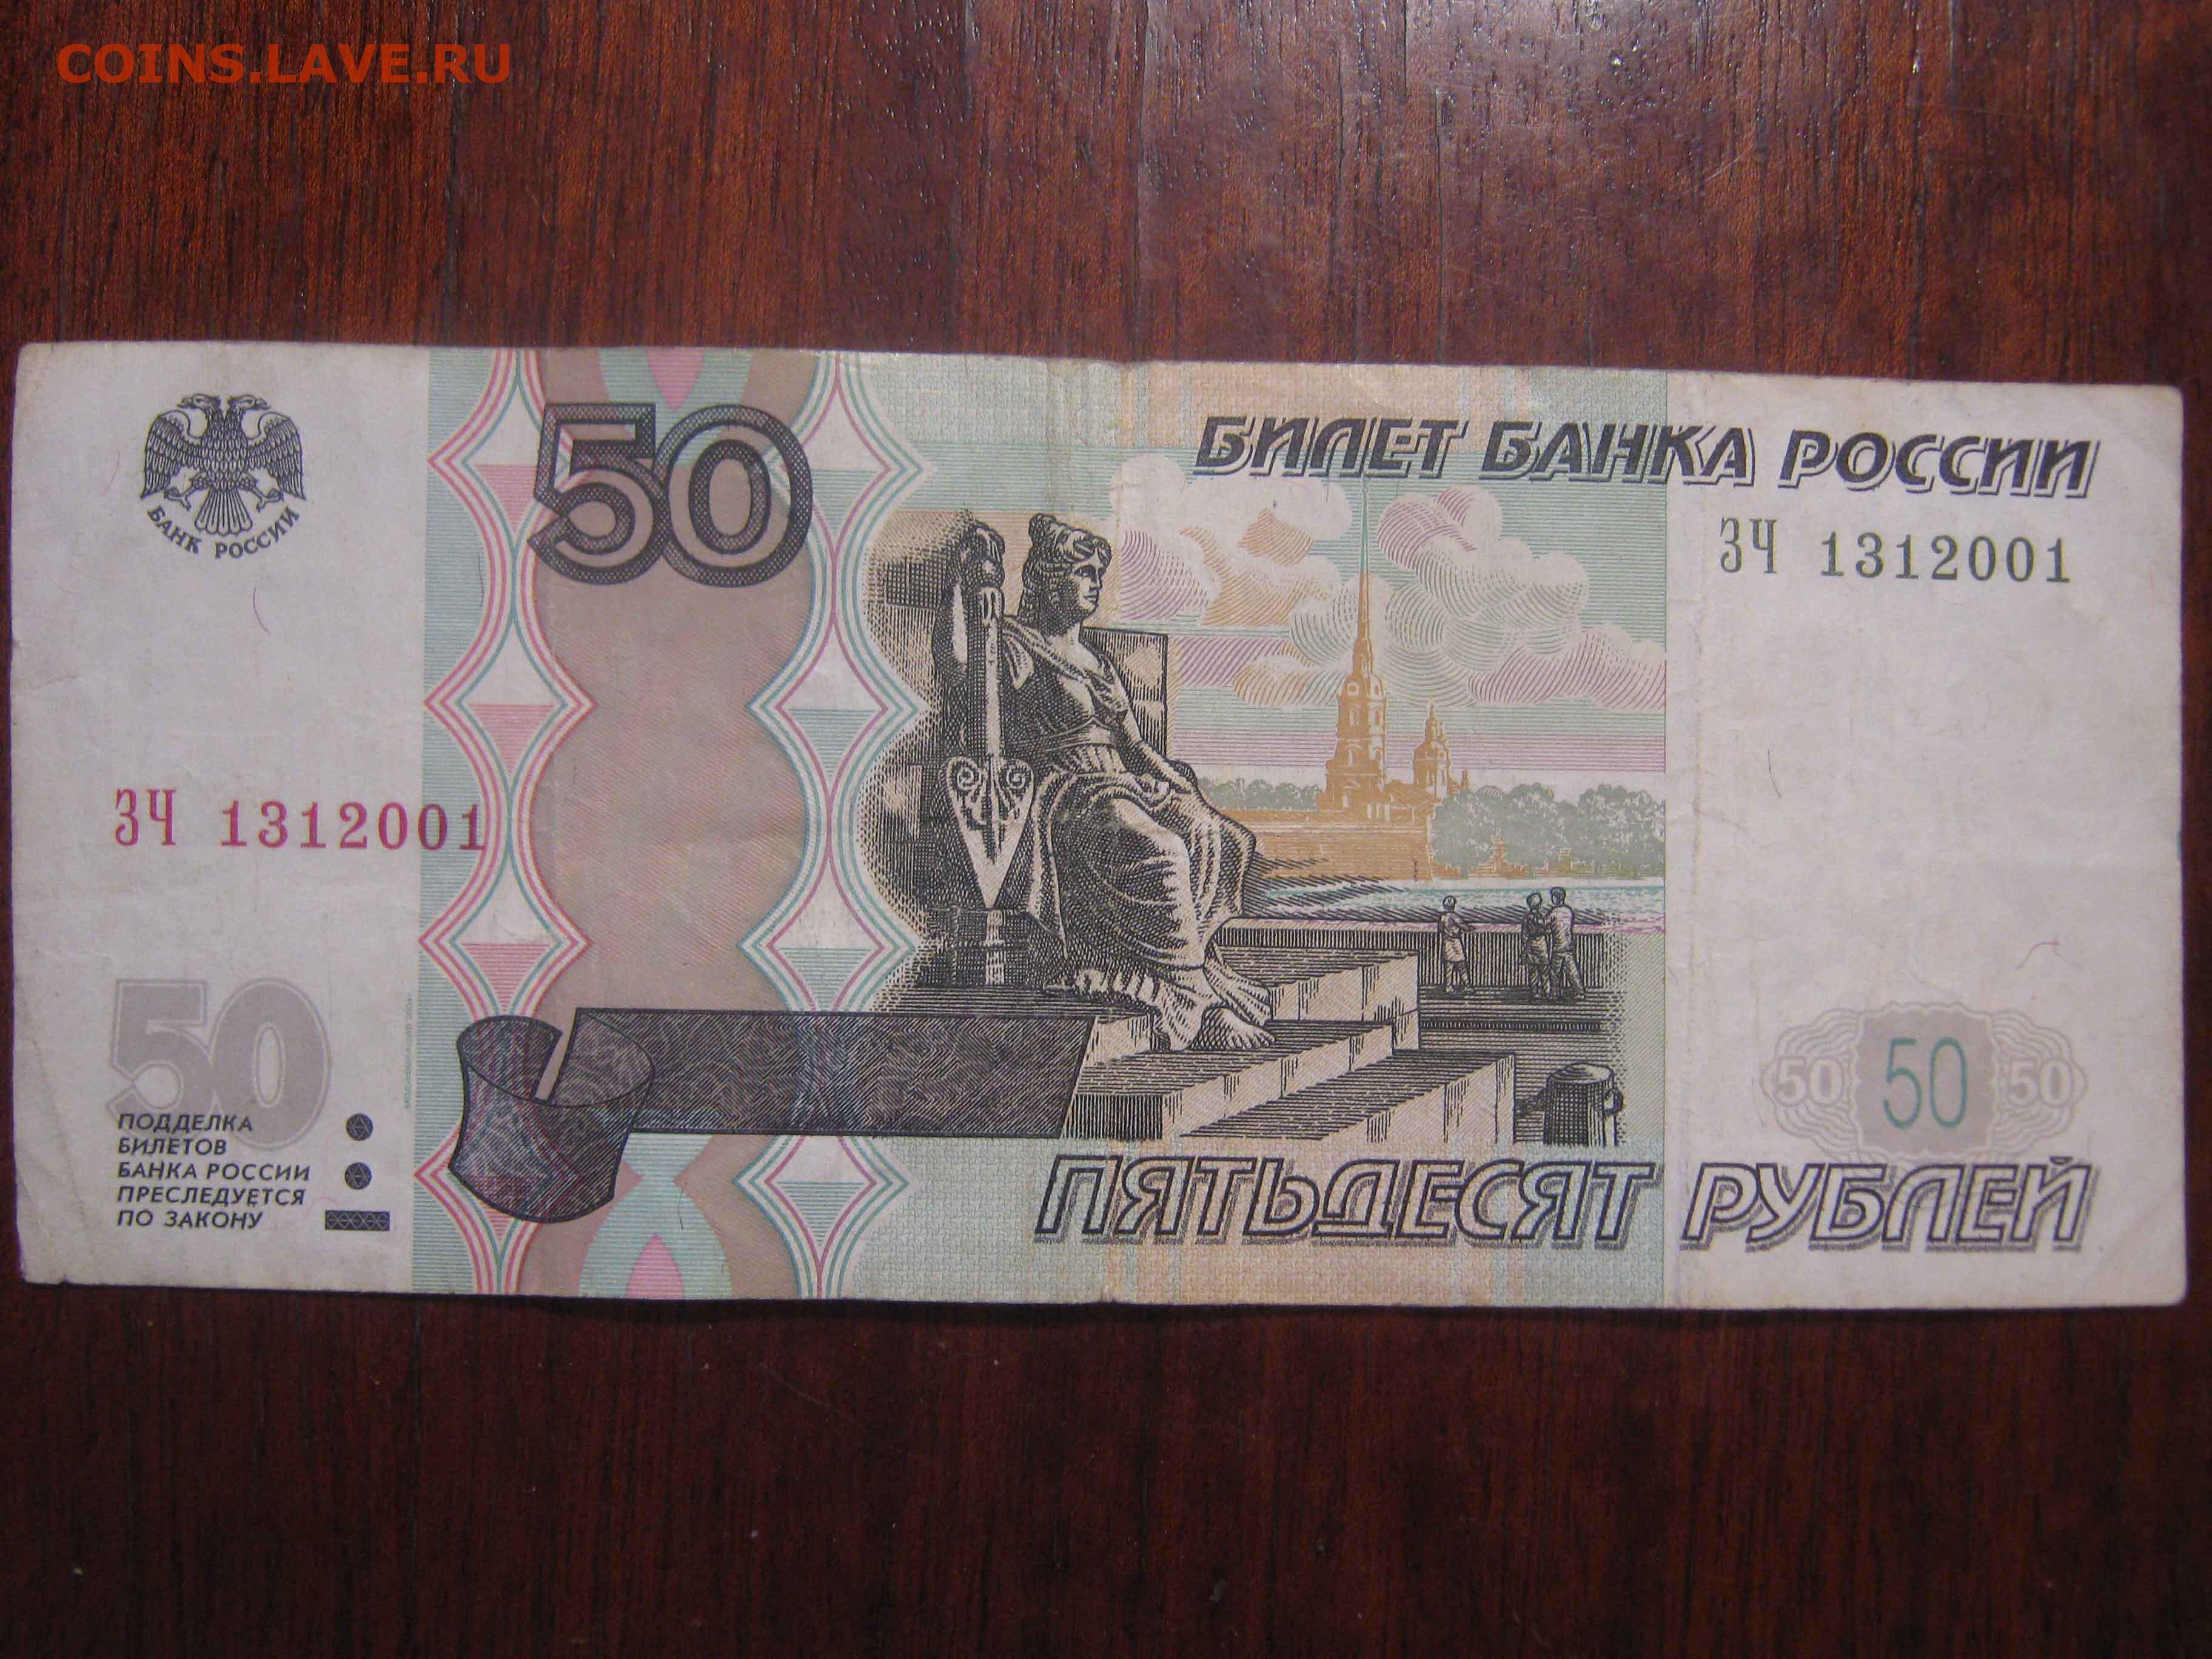 COINS.LAVE.RU
БАНК РОССИИ
50
БИЛЕТ БАНКА РОССИИ
ЗЧ 1312001
ЗЧ 1312001
50
ПОДДЕЛКА
БИЛЕТОВ
БАНКА РОССИИ
ПРЕСЛЕДУЕТСЯ
ПО ЗАКОНУ
50 50 50
ПЯТЬДЕСЯТ РУБЛЕЙ